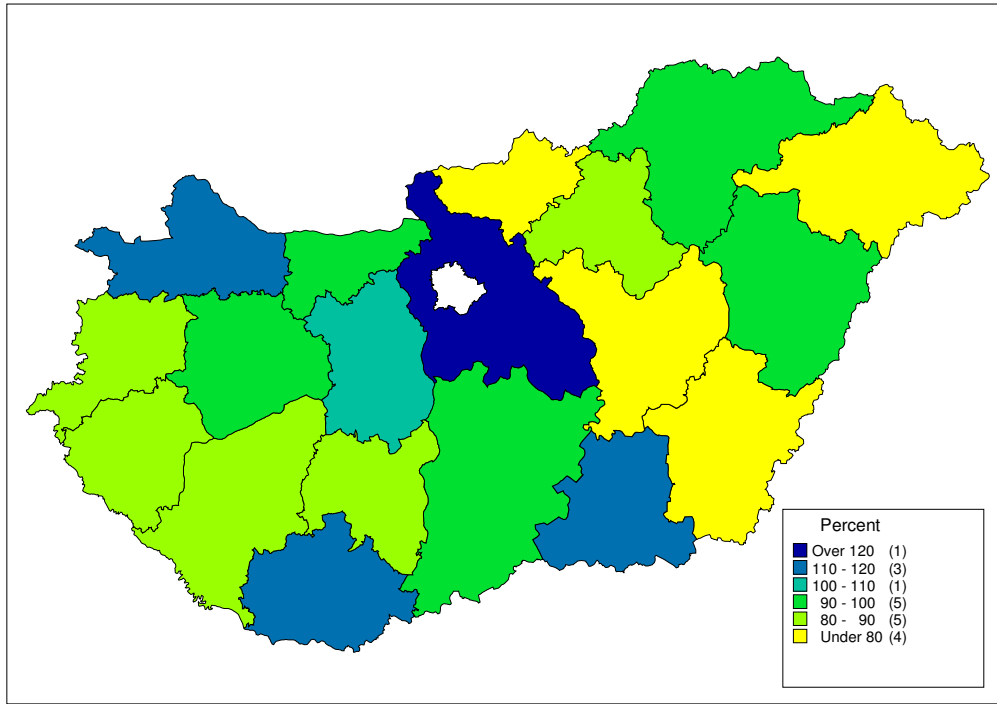 Percent
Over 120 (1)
110 - 120 (3)
100 - 110 (1)
90 - 100 (5)
80 - 90 (5)
Under 80 (4)